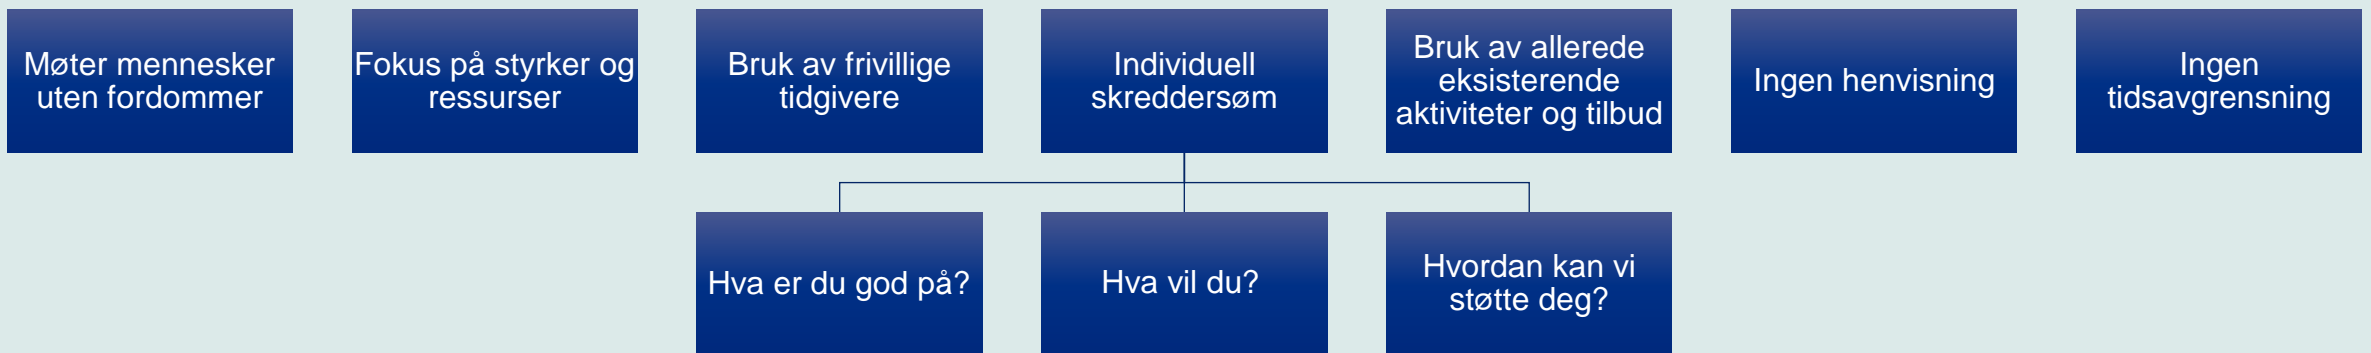 Møter mennesker
uten fordommer
Fokus på styrker og
ressurser
Bruk av frivillige
tidgivere
Individuell
skreddersøm
Bruk av allerede
eksisterende
aktiviteter og tilbud
Ingen henvisning
Ingen
tidsavgrensning
Hva er du god på?
Hva vil du?
Hvordan kan vi
støtte deg?